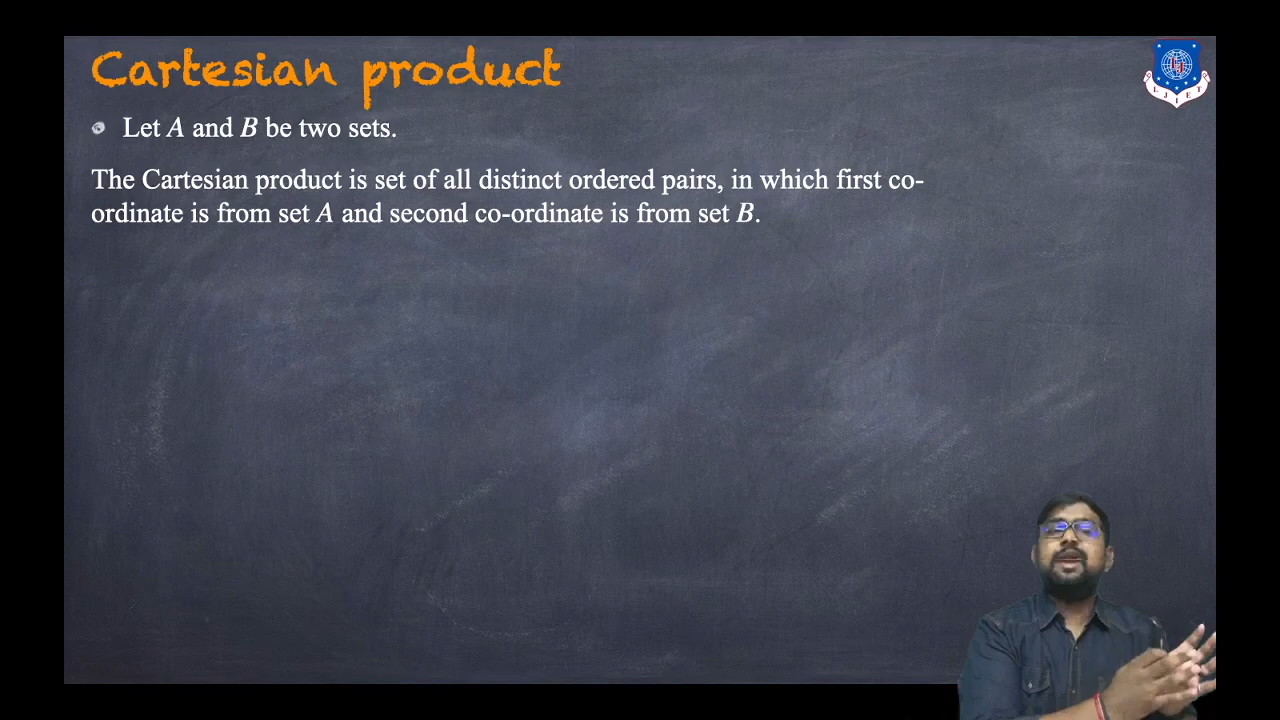 Cartesian product
Let A and B be two sets.
The Cartesian product is set of all distinct ordered pairs, in which first co-
ordinate is from set A and second co-ordinate is from set B.
L J I E T